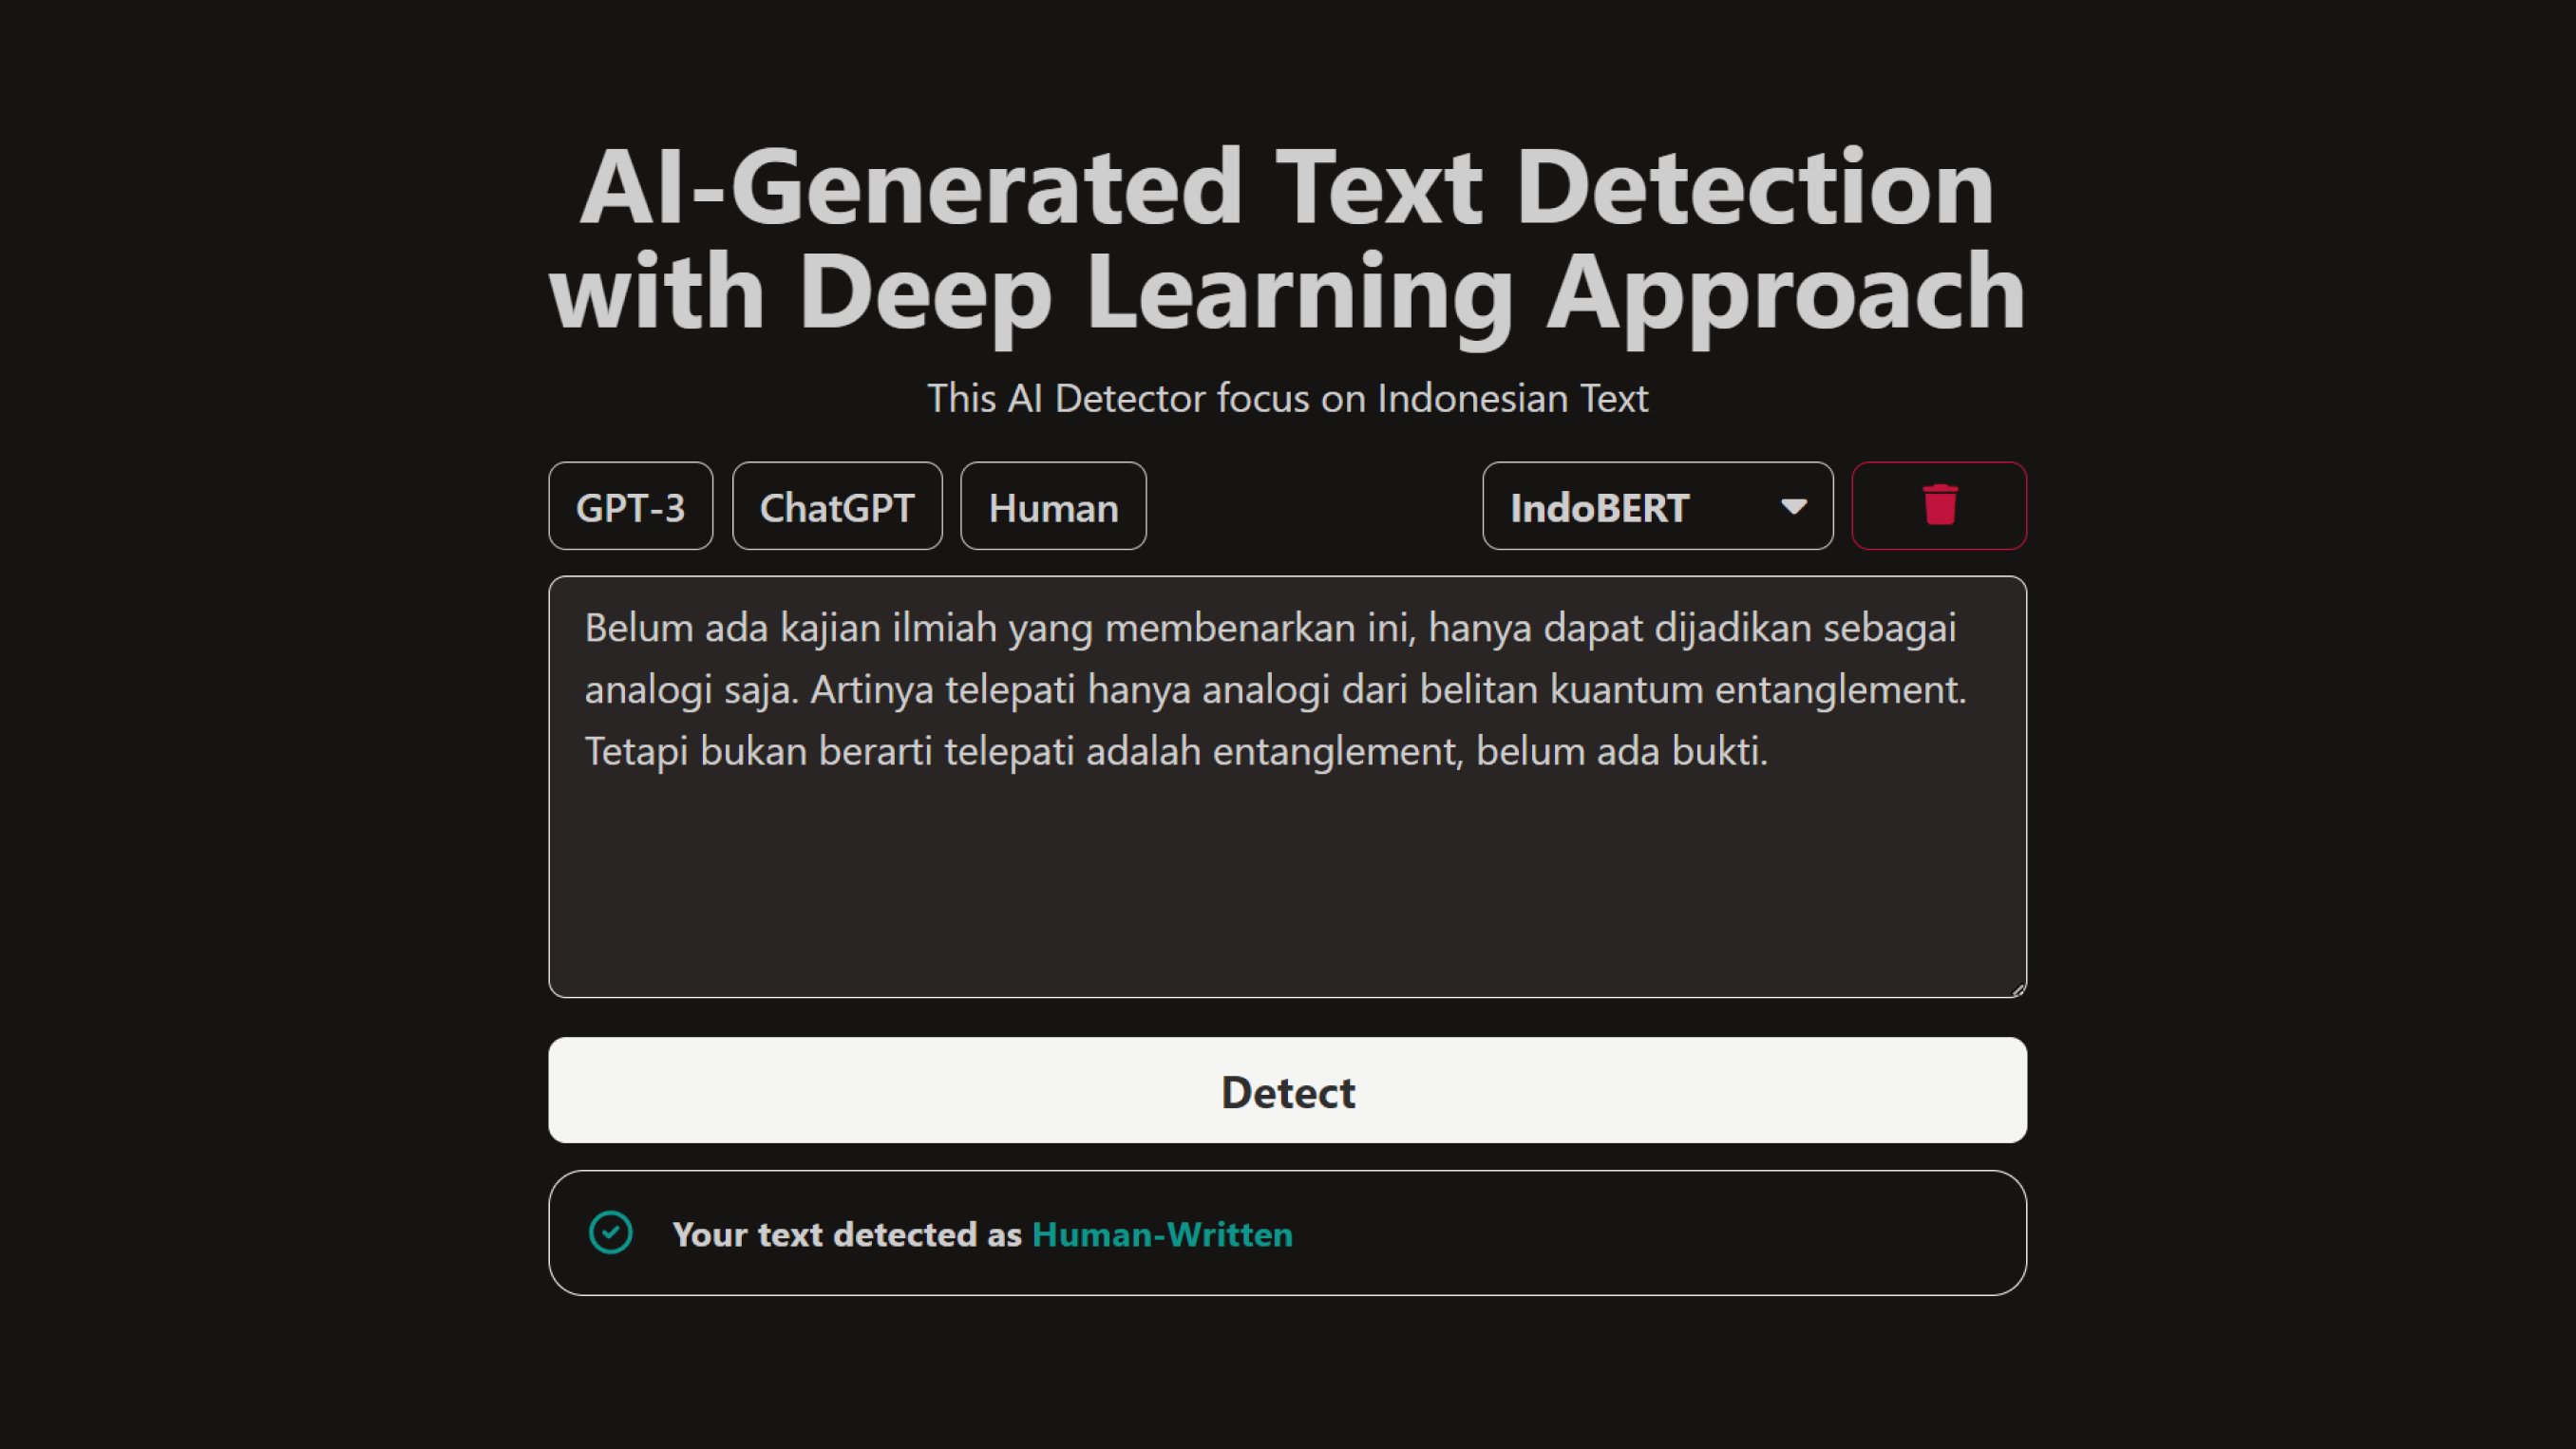 AI-Generated Text Detection
with Deep Learning Approach
This AI Detector focus on Indonesian Text
GPT-3 ChatGPT Human IndoBERT
Belum ada kajian ilmiah yang membenarkan ini, hanya dapat dijadikan sebagai
analogi saja. Artinya telepati hanya analogi dari belitan kuantum entanglement.
Tetapi bukan berarti telepati adalah entanglement, belum ada bukti.
Detect
Your text detected as Human-Written